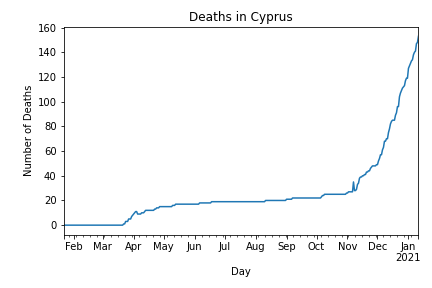 Deaths in Cyprus
160
140
120
100
80
60
40
20
0
Number of Deaths
Feb Mar Apr May Jun Jul Aug Sep Oct Nov Dec Jan
2021
Day